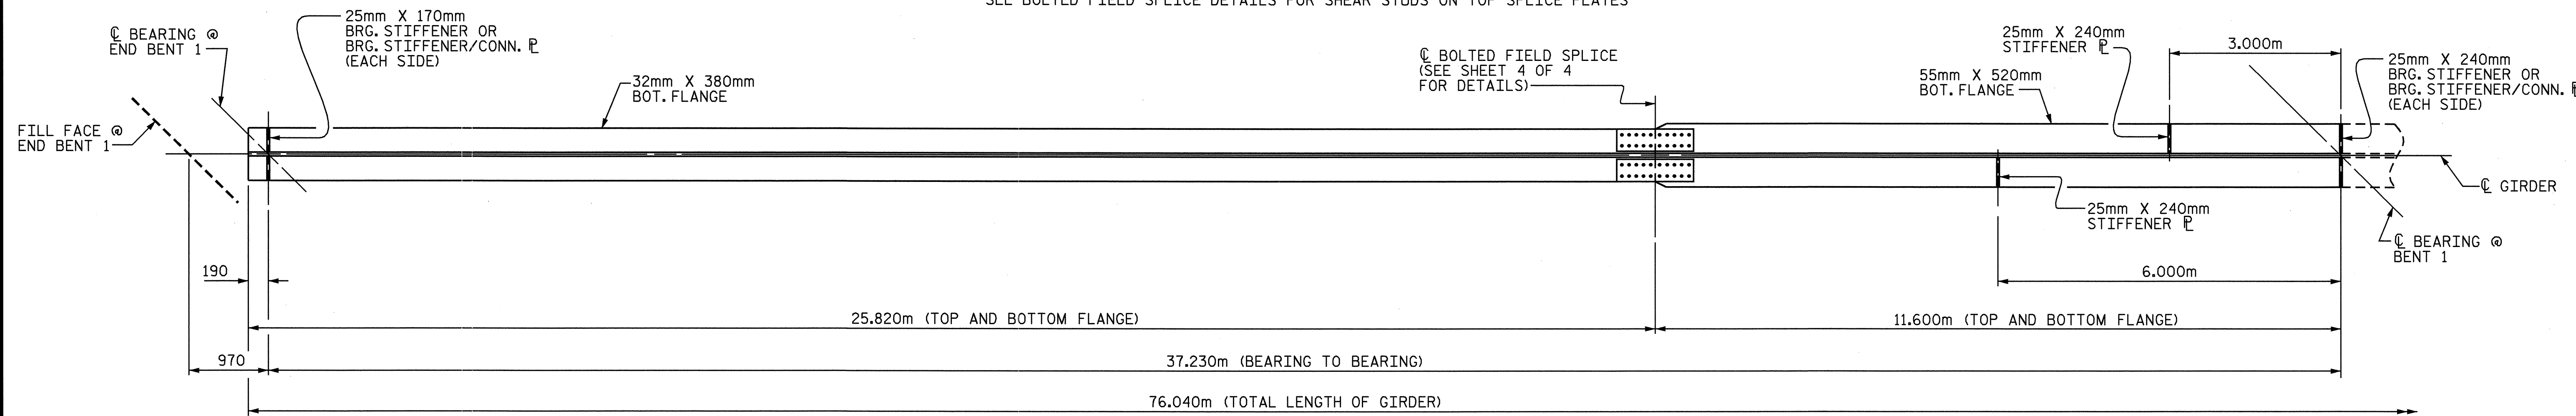 SEE BOLTED FIELD SPLICE DETAILS FOR SHEAR STUDS ON TOP SPLICE PLATES
25mm X 170mm
BRG. STIFFENER OR
BRG. STIFFENER/CONN. ℄ BEARING @
END BENT 1
(EACH SIDE)
32mm X 380mm
BOT. FLANGE
FILL FACE @
END BENT 1
℄ BOLTED FIELD SPLICE
(SEE SHEET 4 OF 4
FOR DETAILS)
25mm X 240mm
STIFFENER PL
3.000m
55mm X 520mm
BOT. FLANGE
25mm X 240mm
BRG. STIFFENER OR
BRG. STIFFENER/CONN. PL
(EACH SIDE)
℄ GIRDER
25mm X 240mm
STIFFENER PL
℄ BEARING @
BENT 1
190
6.000m
25.820m (TOP AND BOTTOM FLANGE)
11.600m (TOP AND BOTTOM FLANGE)
970
37.230m (BEARING TO BEARING)
76.040m (TOTAL LENGTH OF GIRDER)